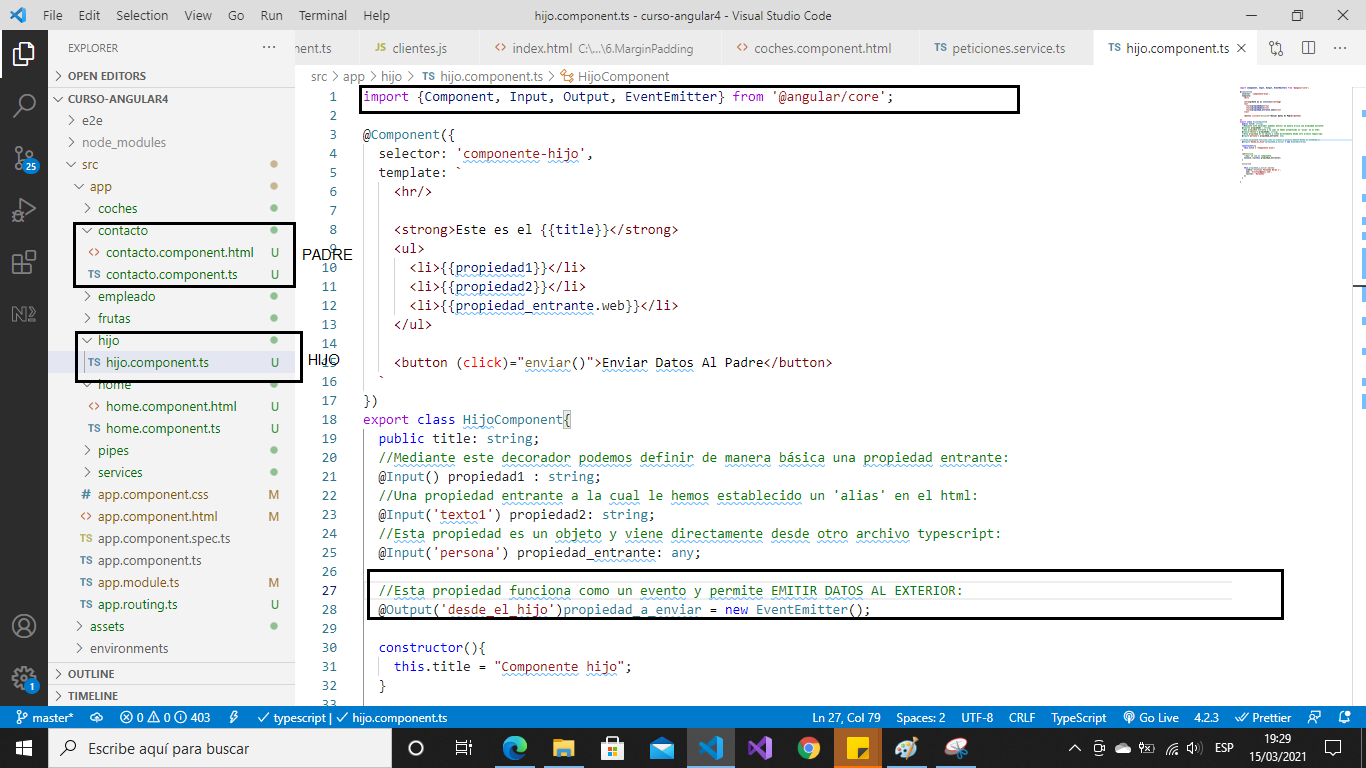 File Edit Selection View Go Run Terminal Help
hijo.component.ts - curso-angular4 - Visual Studio Code
EXPLORER
OPEN EDITORS
CURSO-ANGULAR4
e2e
node_modules
src
app
coches
contacto
contacto.component.html U
contacto.component.ts U
PADRE
empleado
frutas
hijo
hijo.component.ts U
HIJO
home
home.component.html U
home.component.ts U
pipes
services
app.component.css M
app.component.html M
app.component.spec.ts
app.component.ts
app.module.ts M
app.routing.ts U
assets
environments
OUTLINE
TIMELINE
25
1
nent.ts
JS clientes.js
index.html C:\...\6.MarginPadding
coches.component.html
TS peticiones.service.ts
TS hijo.component.ts
src > app > hijo > TS hijo.component.ts > HijoComponent
1 import {Component, Input, Output, EventEmitter} from '@angular/core';
2
3 @Component({
4 selector: 'componente-hijo',
5 template: `
6 <hr/>
7
8 <strong>Este es el {{title}}</strong>
9 <ul>
10 <li>{{propiedad1}}</li>
11 <li>{{propiedad2}}</li>
12 <li>{{propiedad_entrante.web}}</li>
13 </ul>
14
15 <button (click)="enviar()">Enviar Datos Al Padre</button>
16 `
17 })
18 export class HijoComponent{
19 public title: string;
20 //Mediante este decorador podemos definir de manera básica una propiedad entrante:
21 @Input() propiedad1 : string;
22 //Una propiedad entrante a la cual le hemos establecido un 'alias' en el html:
23 @Input('texto1') propiedad2: string;
24 //Esta propiedad es un objeto y viene directamente desde otro archivo typescript:
25 @Input('persona') propiedad_entrante: any;
26
27 //Esta propiedad funciona como un evento y permite EMITIR DATOS AL EXTERIOR:
28 @Output('desde_el_hijo')propiedad_a_enviar = new EventEmitter();
29
30 constructor(){
31 this.title = "Componente hijo";
32 }
33
master* 0 0 403 typescript | hijo.component.ts
Ln 27, Col 79 Spaces: 2 UTF-8 CRLF TypeScript Go Live 4.2.3 Prettier
Escribe aquí para buscar
ESP
19:29
15/03/2021